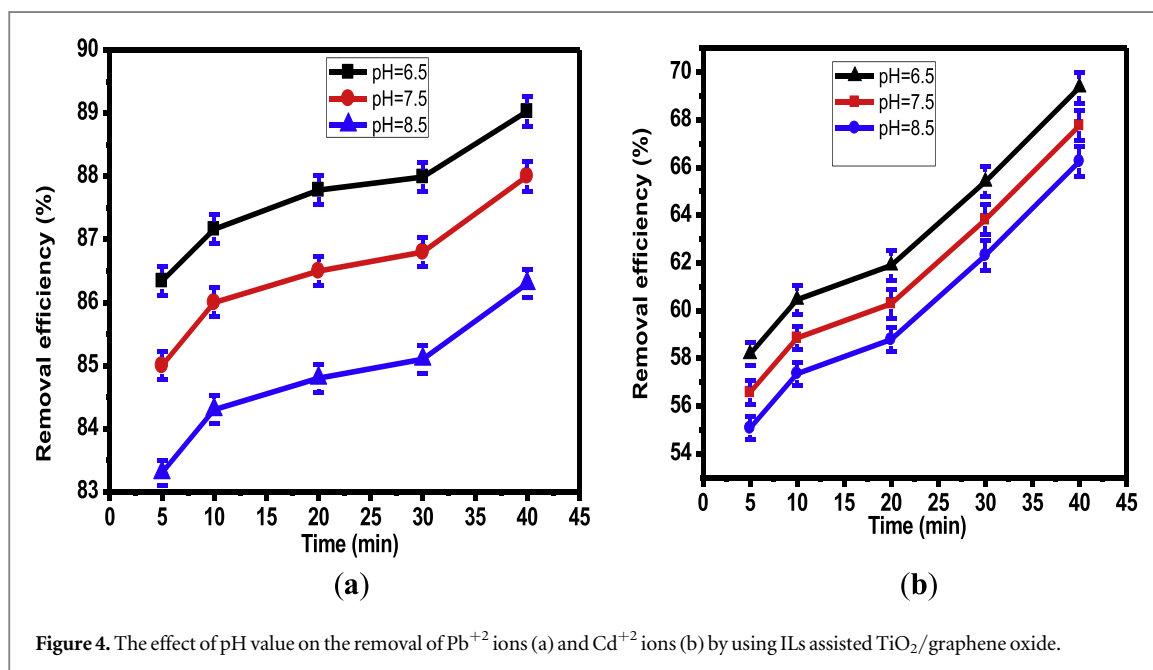 90
89
88
87
86
85
84
83
Removal efficiency (%)
pH=6.5
pH=7.5
pH=8.5
0 5 10 15 20 25 30 35 40 45
Time (min)
(a)
70
68
66
64
62
60
58
56
54
Removal efficiency (%)
pH=6.5
pH=7.5
pH=8.5
0 5 10 15 20 25 30 35 40 45
Time (min)
(b)
Figure 4. The effect of pH value on the removal of Pb⁺² ions (a) and Cd⁺² ions (b) by using ILs assisted TiO₂/graphene oxide.